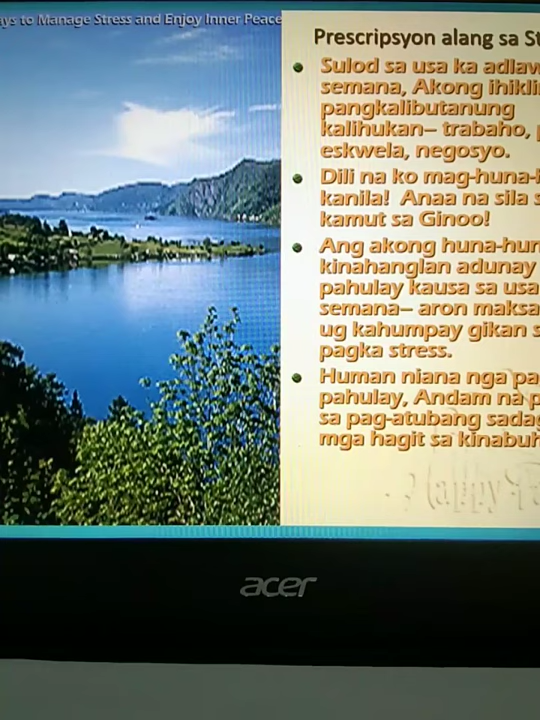 ys to Manage Stress and Enjoy Inner Peace
Prescripsyon alang sa St
Sulod sa usa ka adlaw
semana, Akong ihikli
pangkalibutanung
kalihukan– trabaho, p
eskwela, negosyo.
Dili na ko mag-huna-h
kanila! Anaa na sila s
kamut sa Ginoo!
Ang akong huna-hun
kinahanglan adunay
pahulay kausa sa usa
semana– aron maksa
ug kahumpay gikan s
pagka stress.
Human niana nga pa
pahulay, Andam na p
sa pag-atubang sadag
mga hagit sa kinabuh
Happy
acer